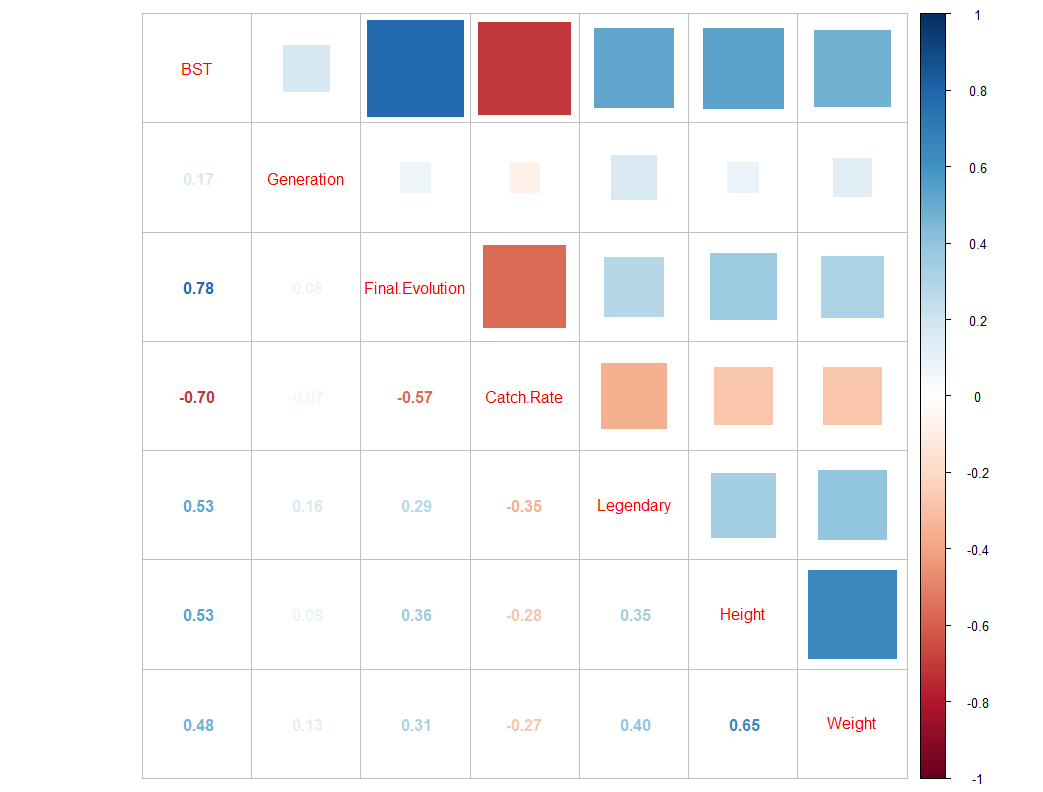 BST
0.17 Generation
0.78 0.08 Final.Evolution
-0.70 -0.07 -0.57 Catch.Rate
0.53 0.16 0.29 -0.35 Legendary
0.53 0.08 0.36 -0.28 0.35 Height
0.48 0.13 0.31 -0.27 0.40 0.65 Weight
1
0.8
0.6
0.4
0.2
0
-0.2
-0.4
-0.6
-0.8
-1